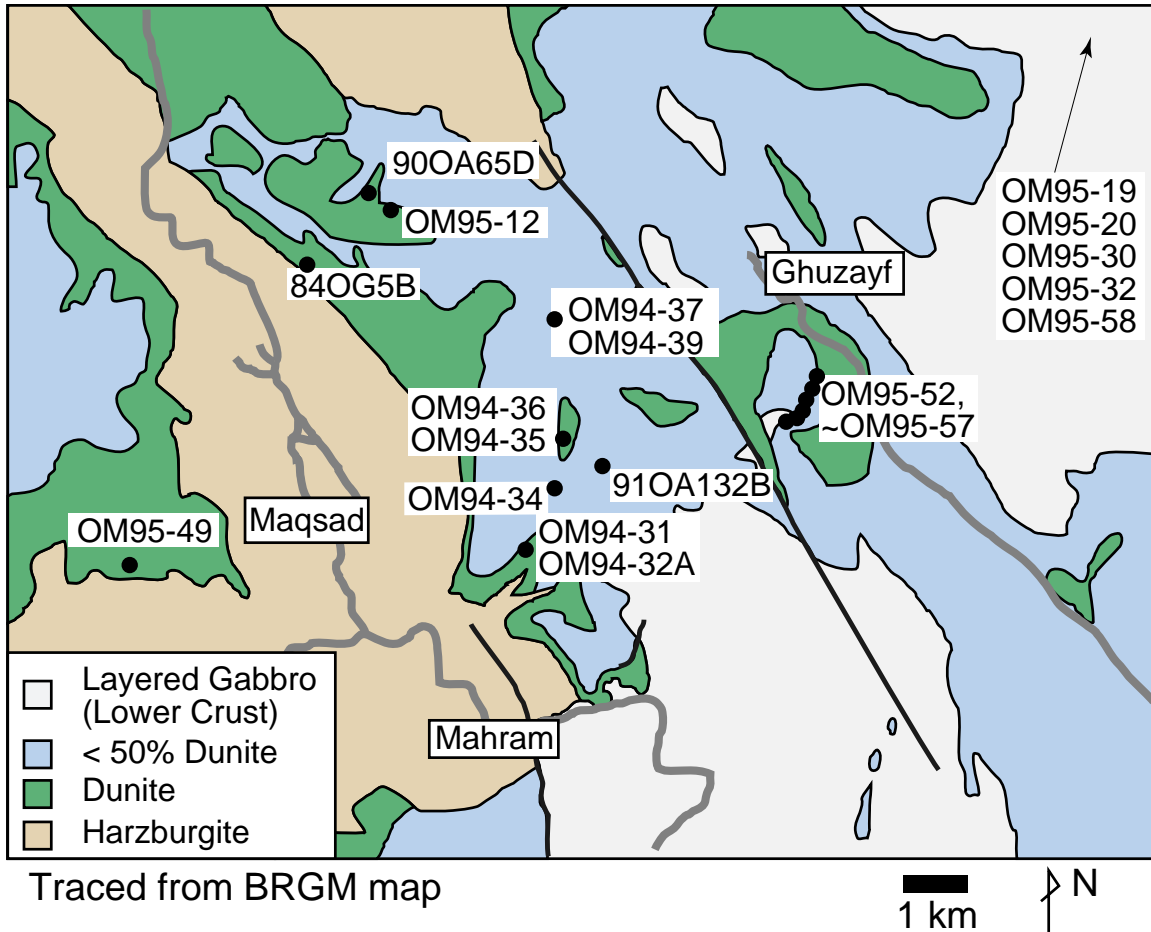 90OA65D
OM95-12
84OG5B
OM95-19
OM95-20
OM95-30
OM95-32
OM95-58
Ghuzayf
OM94-37
OM94-39
OM95-52,
~OM95-57
OM94-36
OM94-35
91OA132B
OM94-34
Maqsad
OM95-49
OM94-31
OM94-32A
Mahram
Layered Gabbro
(Lower Crust)
< 50% Dunite
Dunite
Harzburgite
Traced from BRGM map
1 km
N